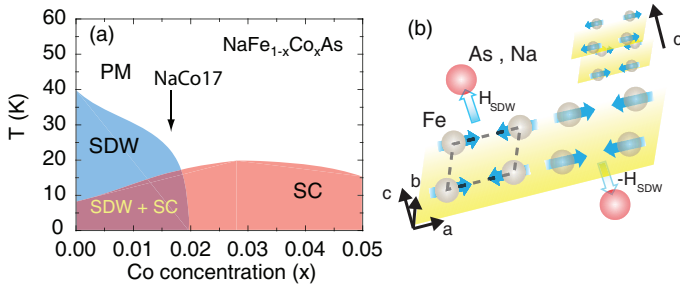 (a)
NaFe1-xCoxAs
PM
NaCo17
SDW
SC
SDW + SC
60
50
40
30
20
10
0
T (K)
0.00 0.01 0.02 0.03 0.04 0.05
Co concentration (x)
(b)
c
As , Na
HSDW
Fe
-HSDW
c
b
a